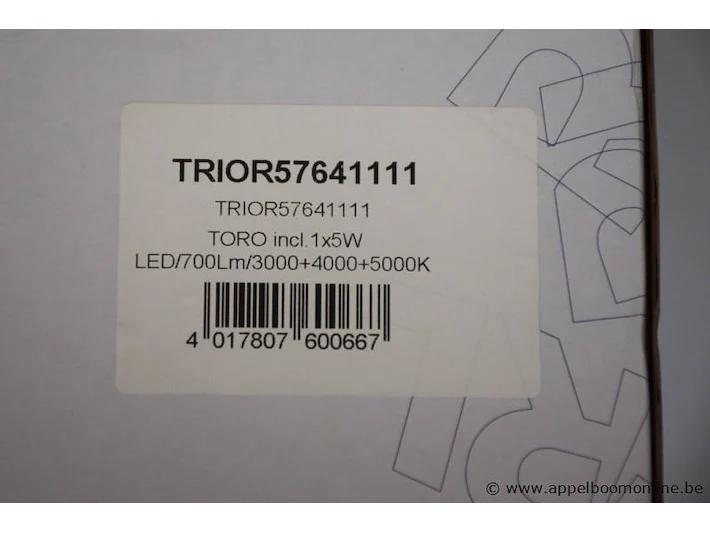 TRIOR57641111
TRIOR57641111
TORO incl.1x5W
LED/700Lm/3000+4000+5000K
4 017807 600667
© www.appelboomonline.be